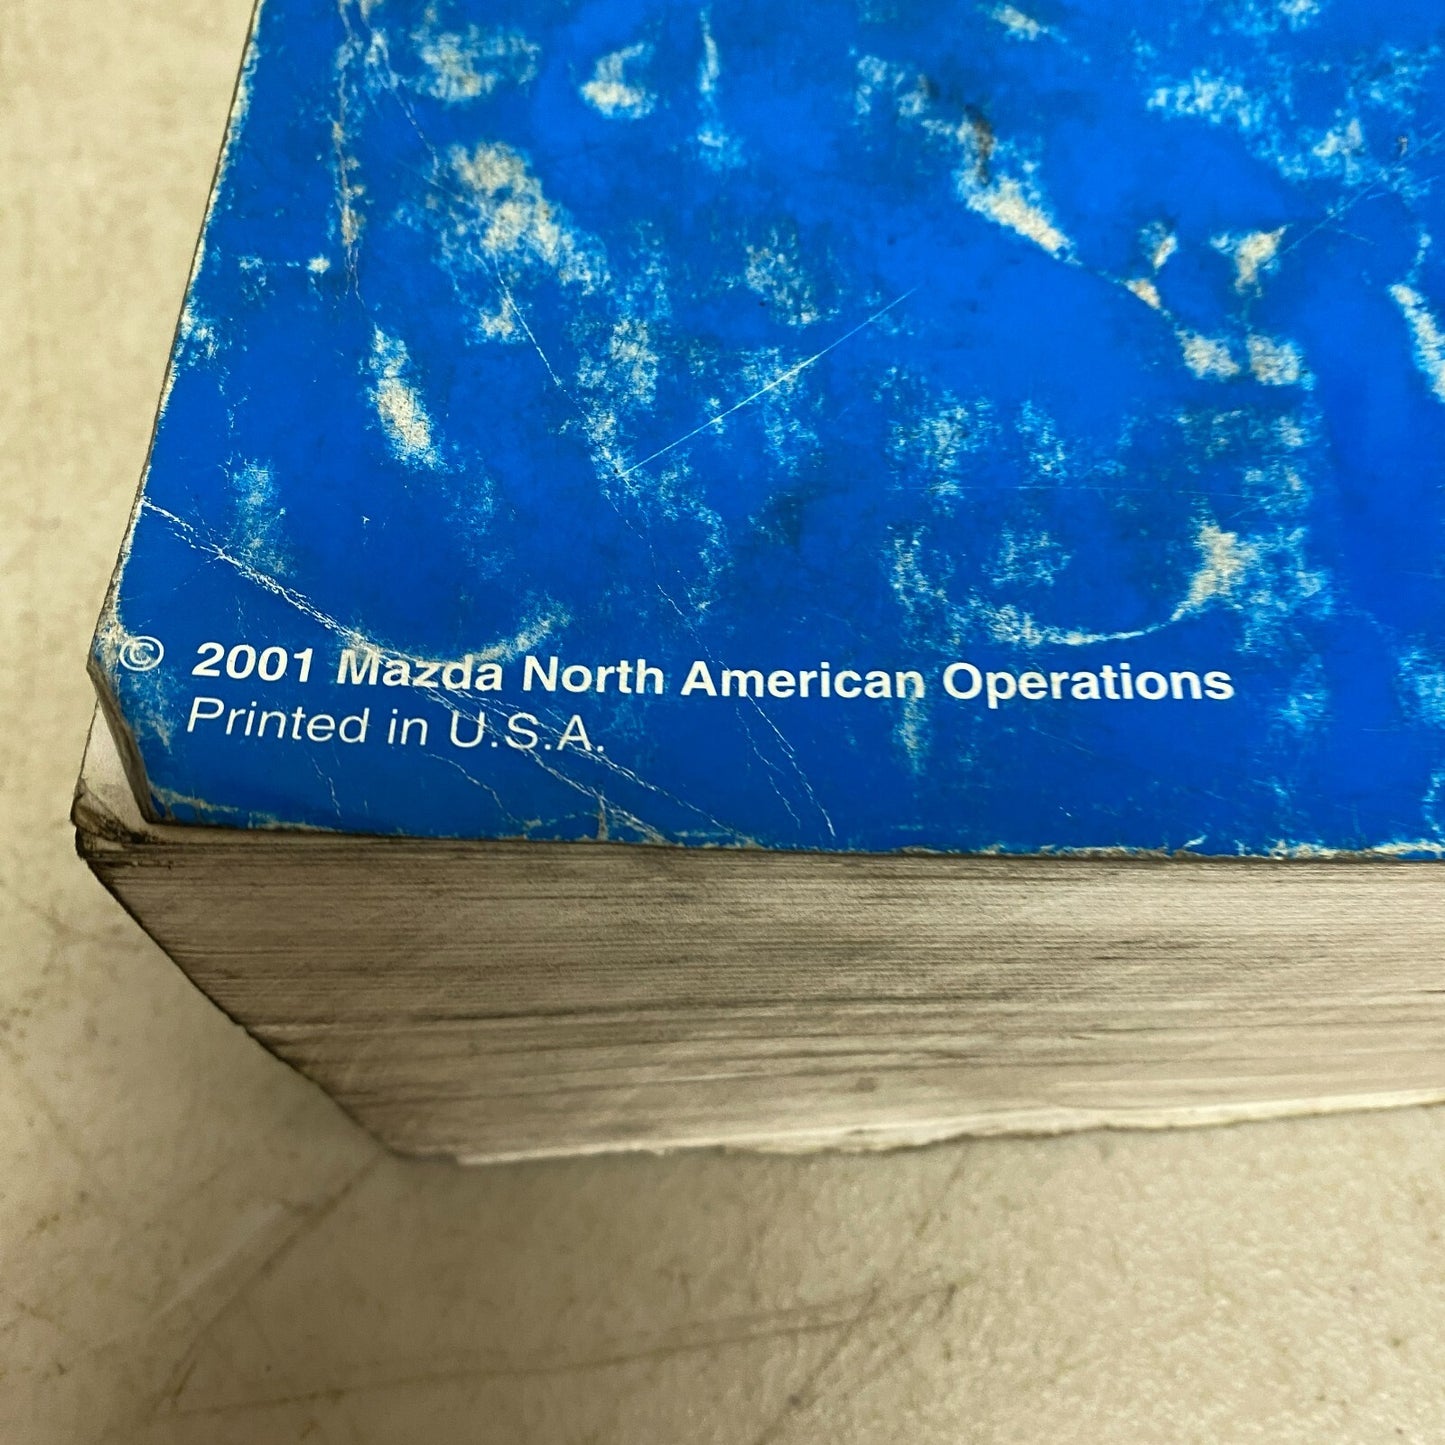 © 2001 Mazda North American Operations
Printed in U.S.A.